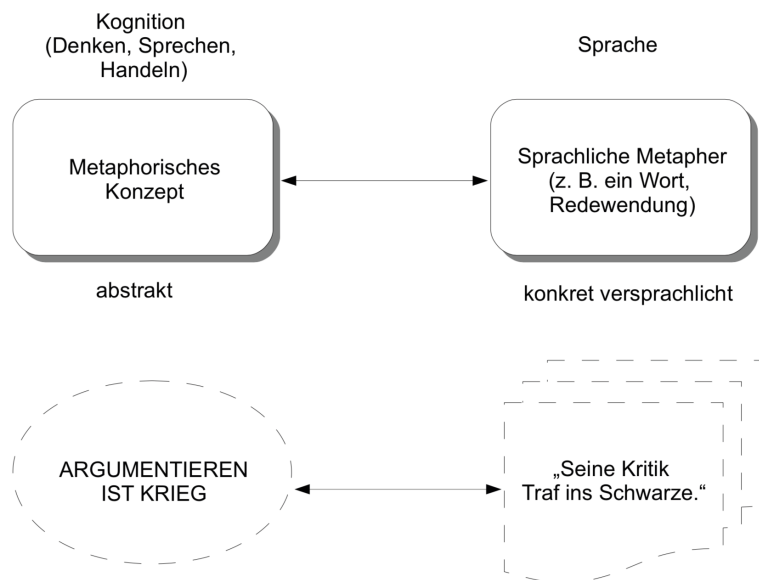 Kognition
(Denken, Sprechen,
Handeln)
Sprache
Metaphorisches
Konzept
Sprachliche Metapher
(z. B. ein Wort,
Redewendung)
abstrakt
konkret versprachlicht
ARGUMENTIEREN
IST KRIEG
„Seine Kritik
Traf ins Schwarze.“